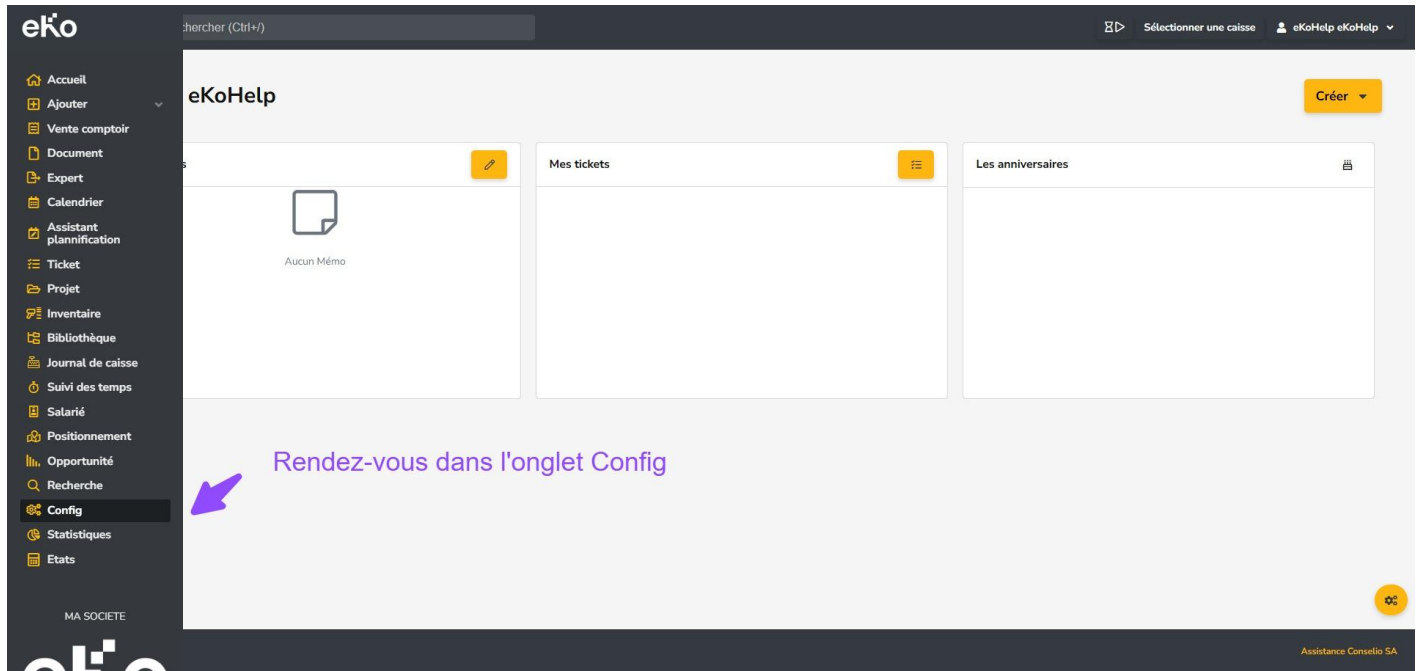 eko
chercher (Ctrl+/)
Sélectionner une caisse
eKoHelp eKoHelp
Accueil
Ajouter
Vente comptoir
Document
Expert
Calendrier
Assistant
plannification
Ticket
Projet
Inventaire
Bibliothèque
Journal de caisse
Suivi des temps
Salarié
Positionnement
Opportunité
Recherche
Config
Statistiques
Etats
MA SOCIETE
eko
eKoHelp
Créer
s
Aucun Mémo
Mes tickets
Les anniversaires
Rendez-vous dans l'onglet Config
Assistance Conselio SA